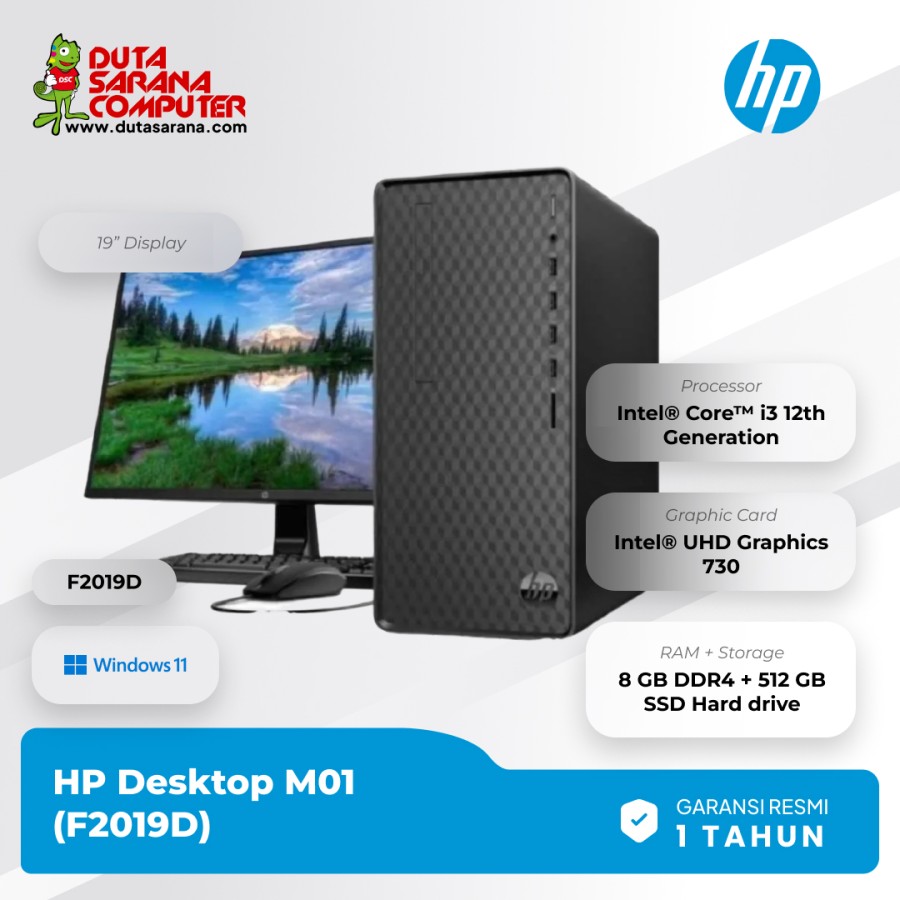 DUTA
SARANA
COMPUTER
www.dutasarana.com
DSC
hp
19” Display
Processor
Intel® Core™ i3 12th
Generation
Graphic Card
Intel® UHD Graphics
730
F2019D
Windows 11
hp
RAM + Storage
8 GB DDR4 + 512 GB
SSD Hard drive
HP Desktop M01
(F2019D)
GARANSI RESMI
1 TAHUN